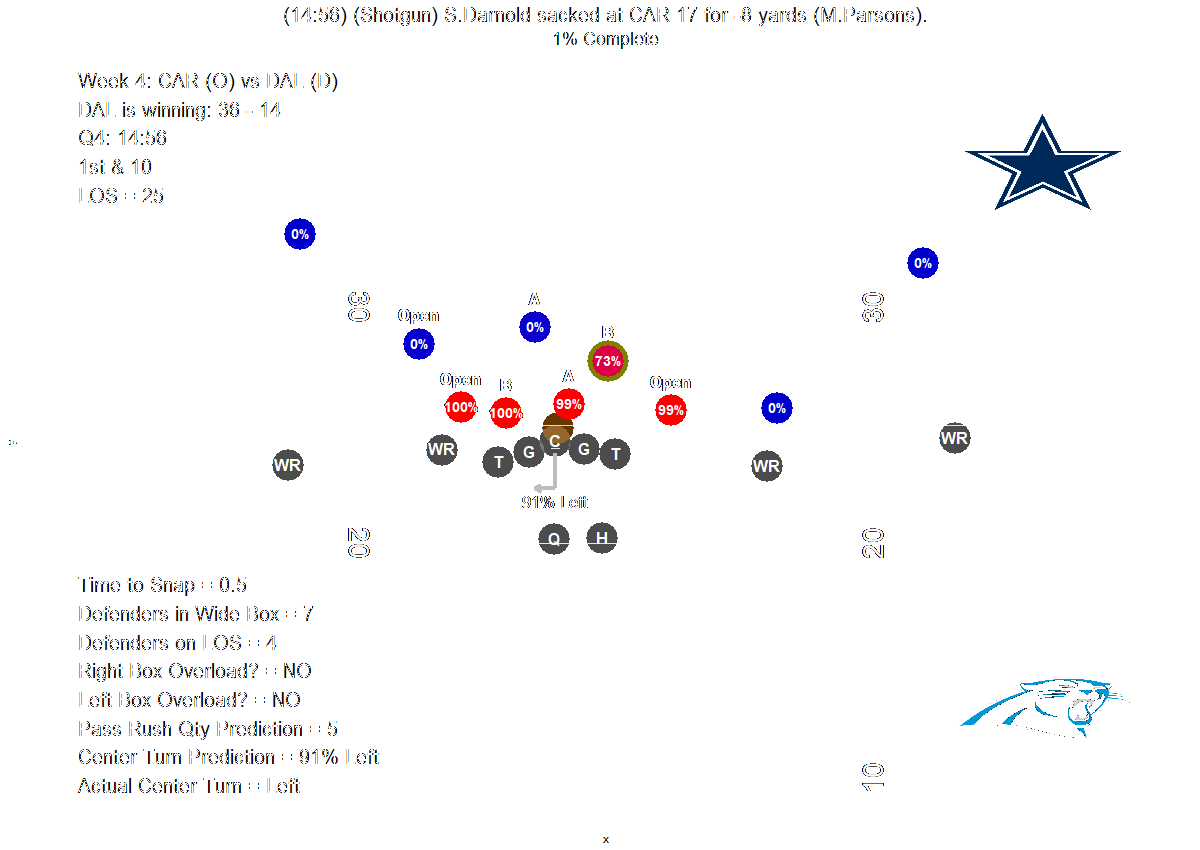 (14:56) (Shotgun) S.Darnold sacked at CAR 17 for -8 yards (M.Parsons).
1% Complete
Week 4: CAR (O) vs DAL (D)
DAL is winning: 36 - 14
Q4: 14:56
1st & 10
LOS = 25
0%
0%
30
30
A
0%
Open
0%
B
73%
Open
100%
B
100%
A
99%
Open
99%
0%
WR
WR
T
G
C
G
T
WR
WR
91% Left
Q
H
20
20
Time to Snap = 0.5
Defenders in Wide Box = 7
Defenders on LOS = 4
Right Box Overload? = NO
Left Box Overload? = NO
Pass Rush Qty Prediction = 5
Center Turn Prediction = 91% Left
Actual Center Turn = Left
10
x